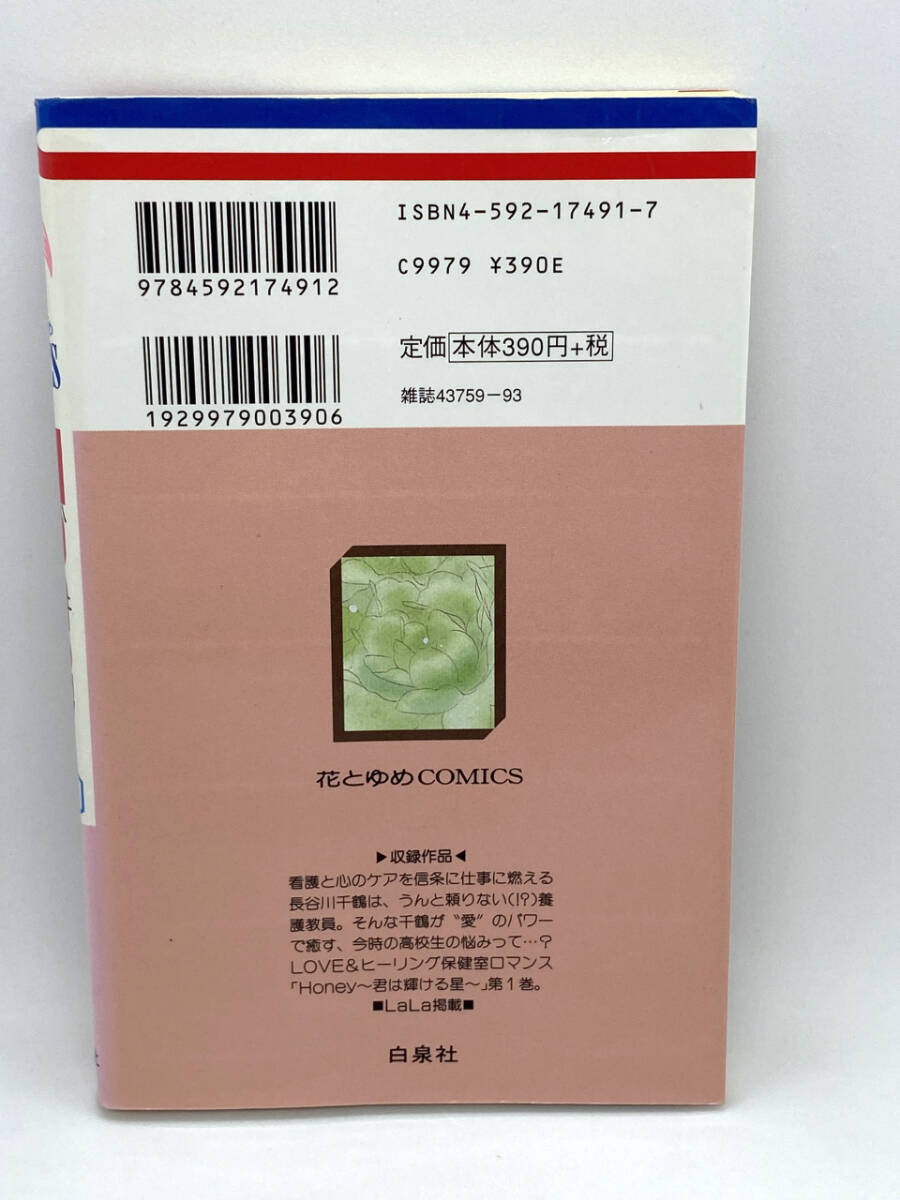 ISBN4-592-17491-7
9784592174912
C9979 ¥390E
定価 本体390円+税
1929979003906
雑誌43759-93
花とゆめCOMICS
▶収録作品◀
看護と心のケアを信条に仕事に燃える
長谷川千鶴は、うんと頼りない(!?)養
護教員。そんな千鶴が〝愛〟のパワー
で癒す、今時の高校生の悩みって…?
LOVE&ヒーリング保健室ロマンス
「Honey~君は輝ける星~」第1巻。
■LaLa掲載■
白泉社